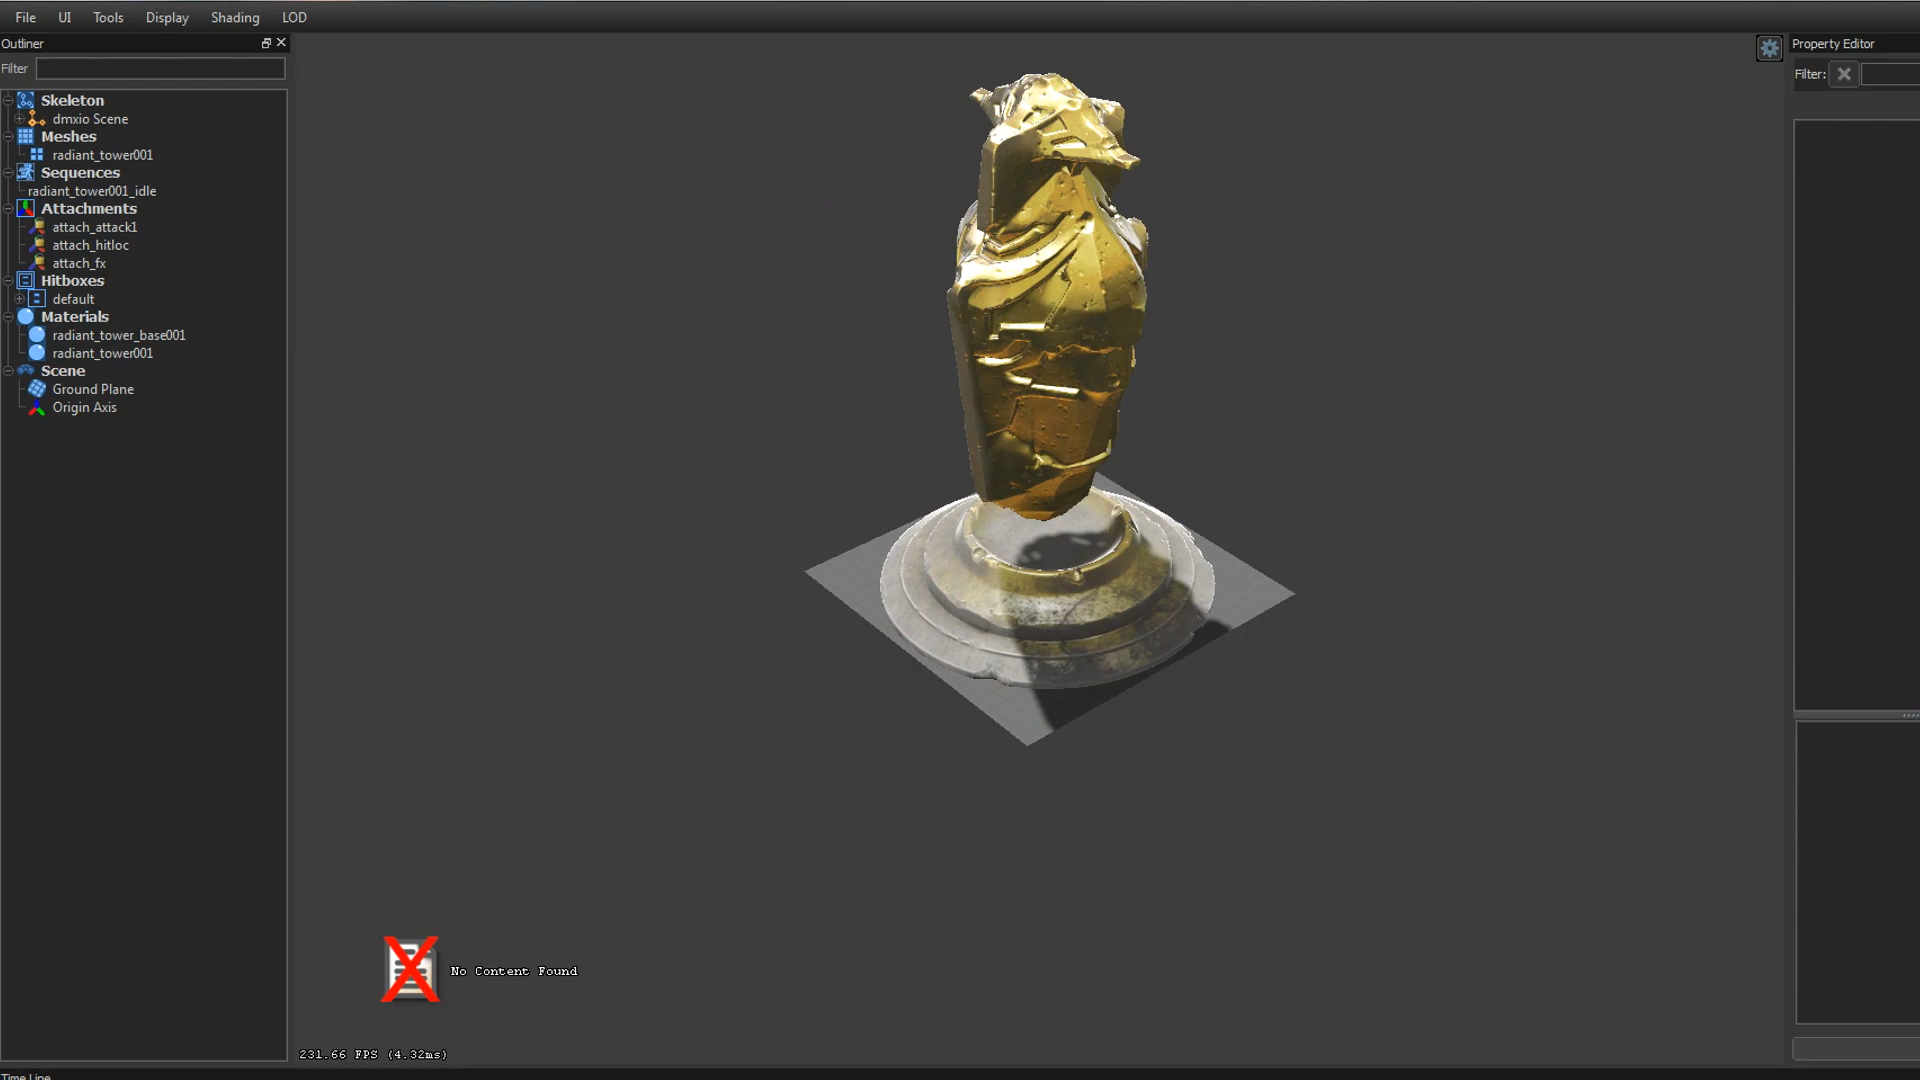 File UI Tools Display Shading LOD
Outliner
Property Editor
Filter
Filter:
Skeleton
dmxio Scene
Meshes
radiant_tower001
Sequences
radiant_tower001_idle
Attachments
attach_attack1
attach_hitloc
attach_fx
Hitboxes
default
Materials
radiant_tower_base001
radiant_tower001
Scene
Ground Plane
Origin Axis
No Content Found
231.66 FPS (4.32ms)
Time Line